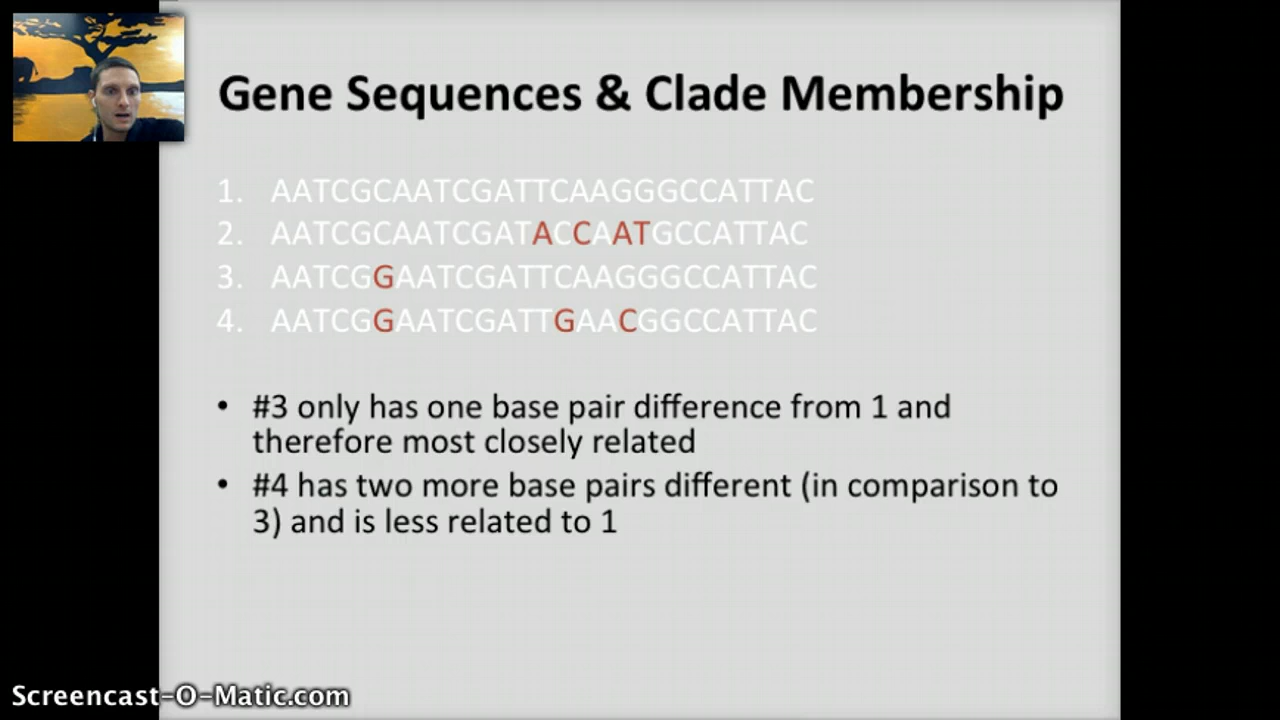 Gene Sequences & Clade Membership
1. AATCGCAATCGATTCAAGGGCCATTAC
2. AATCGCAATCGATACCAATGCCATTAC
3. AATCGGAATCGATTCAAGGGCCATTAC
4. AATCGGAATCGATTGAACGGCCATTAC
• #3 only has one base pair difference from 1 and
therefore most closely related
• #4 has two more base pairs different (in comparison to
3) and is less related to 1
Screencast-O-Matic.com